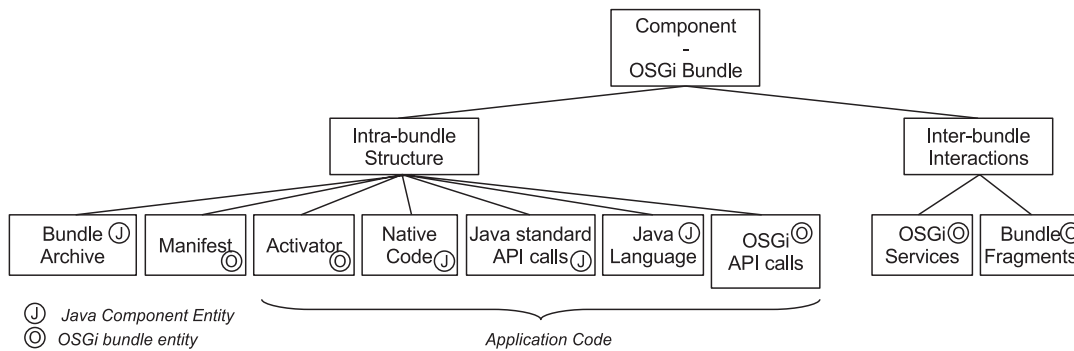 Component
-
OSGi Bundle
Intra-bundle
Structure
Inter-bundle
Interactions
Bundle J
Archive
Manifest O
Activator O
Native
Code J
Java standard
API calls J
Java J
Language
OSGi O
API calls
OSGi O
Services
Bundle O
Fragments
J Java Component Entity
O OSGi bundle entity
Application Code